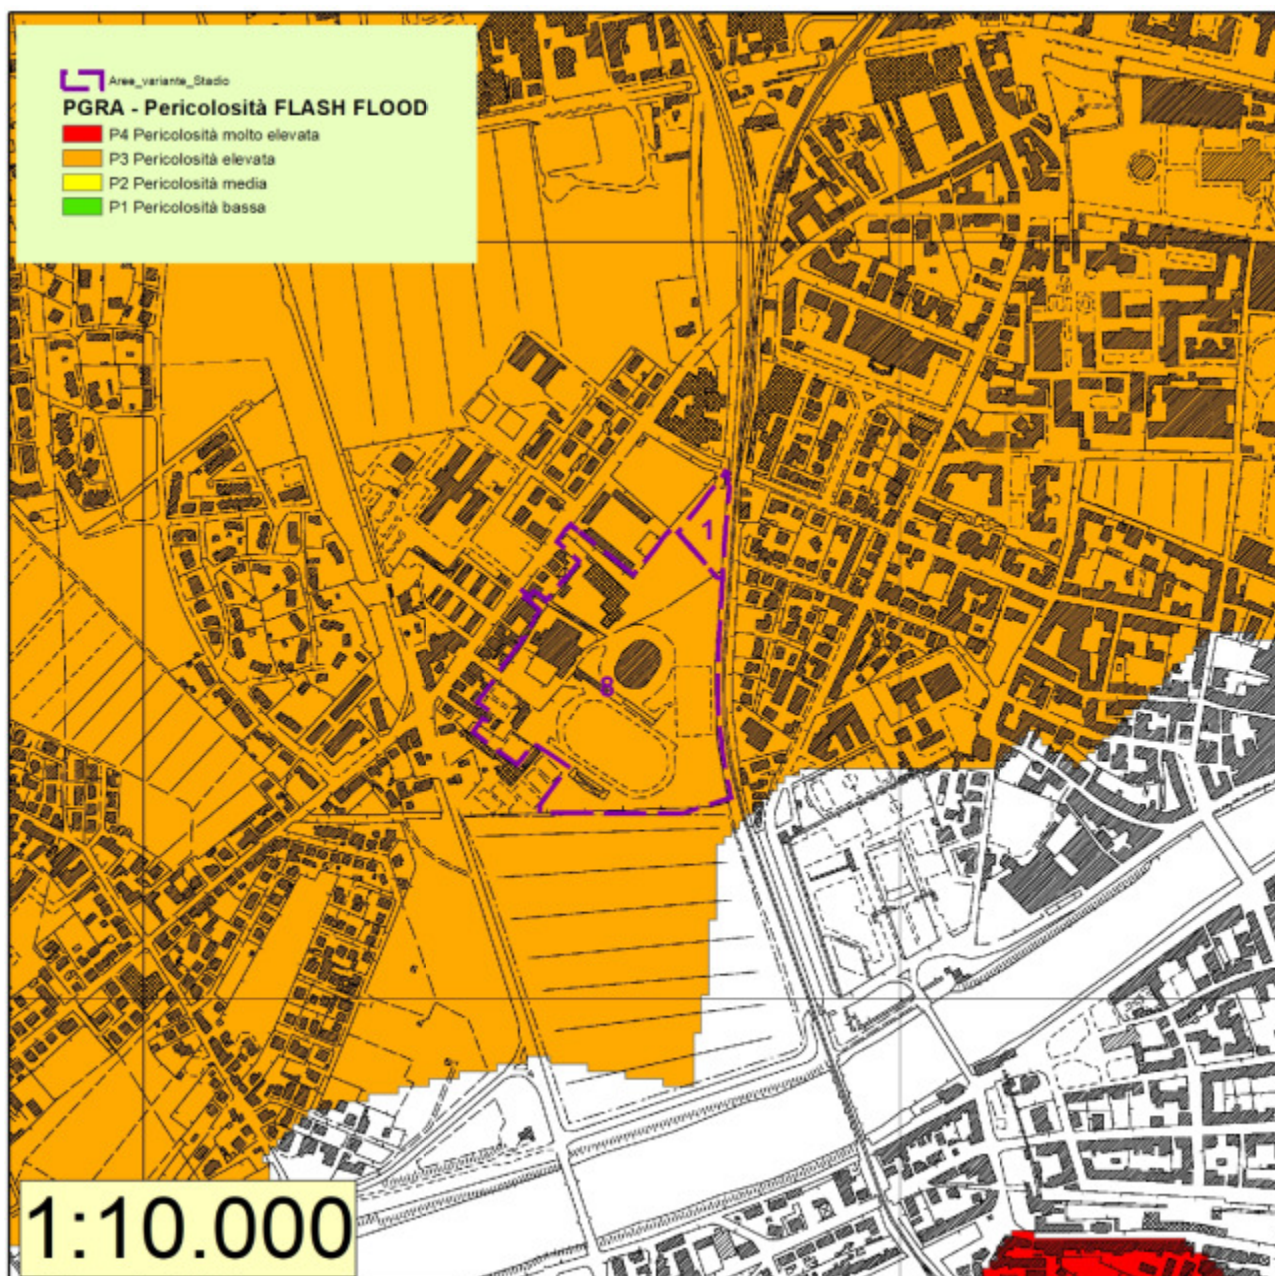 Aree_variante_Stadio
PGRA - Pericolosità FLASH FLOOD
P4 Pericolosità molto elevata
P3 Pericolosità elevata
P2 Pericolosità media
P1 Pericolosità bassa
1
8
1:10.000